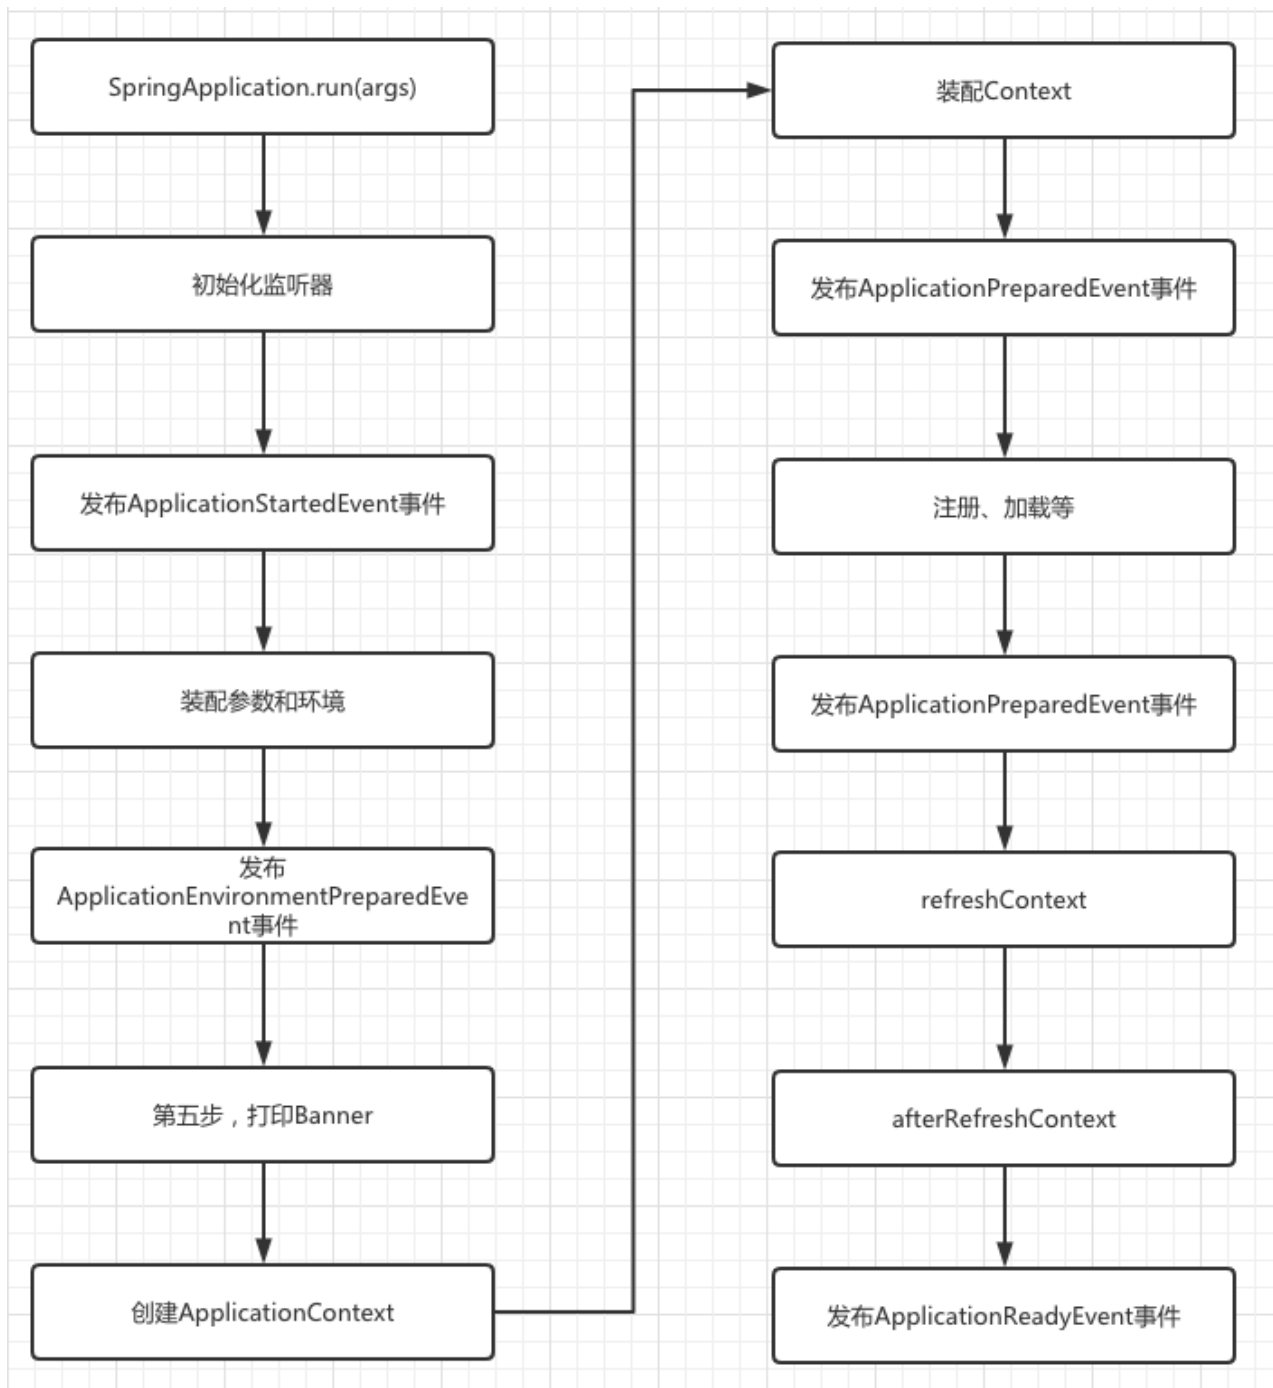 SpringApplication.run(args)
初始化监听器
发布ApplicationStartedEvent事件
装配参数和环境
发布
ApplicationEnvironmentPreparedEve
nt事件
第五步，打印Banner
创建ApplicationContext
装配Context
发布ApplicationPreparedEvent事件
注册、加载等
发布ApplicationPreparedEvent事件
refreshContext
afterRefreshContext
发布ApplicationReadyEvent事件